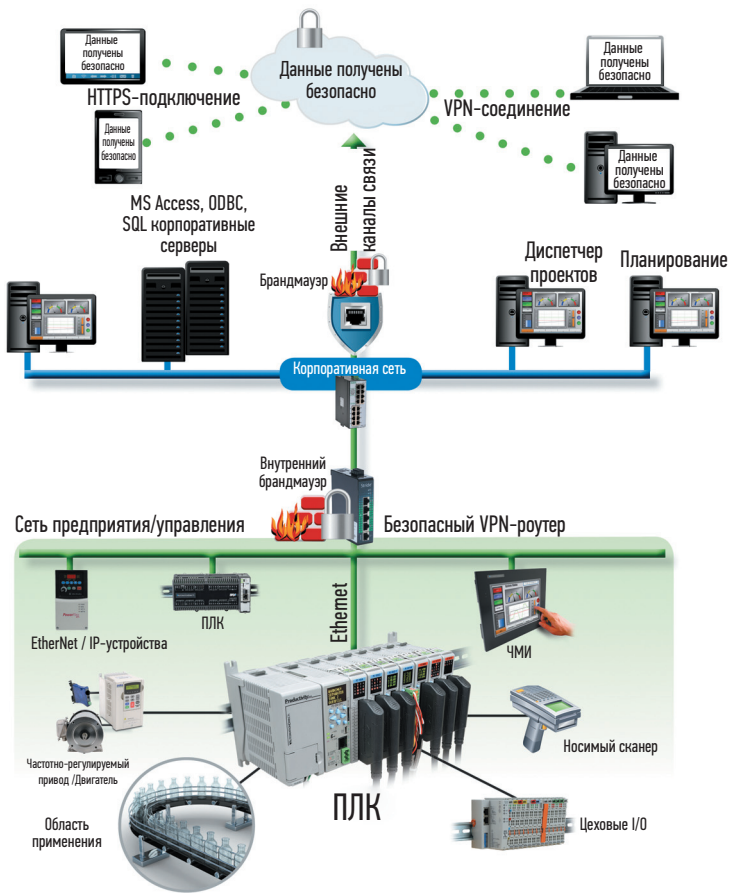 Данные
получены
безопасно
HTTPS-подключение
Данные
получены
безопасно
Данные получены
безопасно
Данные
получены
безопасно
VPN-соединение
Данные
получены
безопасно
Внешние
каналы связи
MS Access, ODBC,
SQL корпоративные
серверы
Брандмауэр
Диспетчер
проектов
Планирование
Корпоративная сеть
Внутренний
брандмауэр
Сеть предприятия/управления
Безопасный VPN-роутер
EtherNet / IP-устройства
ПЛК
Ethernet
ЧМИ
Productivity
Частотно-регулируемый
привод /Двигатель
Носимый сканер
ПЛК
Область
применения
Цеховые I/O